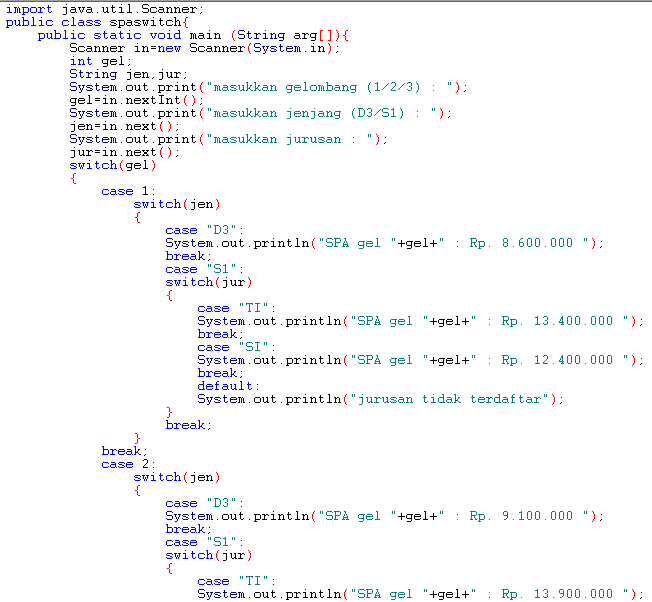 import java.util.Scanner;
public class spaswitch{
    public static void main (String arg[]){
        Scanner in=new Scanner(System.in);
        int gel;
        String jen,jur;
        System.out.print("masukkan gelombang (1/2/3) : ");
        gel=in.nextInt();
        System.out.print("masukkan jenjang (D3/S1) : ");
        jen=in.next();
        System.out.print("masukkan jurusan : ");
        jur=in.next();
        switch(gel)
        {
            case 1:
                switch(jen)
                {
                    case "D3":
                    System.out.println("SPA gel "+gel+" : Rp. 8.600.000 ");
                    break;
                    case "S1":
                    switch(jur)
                    {
                        case "TI":
                        System.out.println("SPA gel "+gel+" : Rp. 13.400.000 ");
                        break;
                        case "SI":
                        System.out.println("SPA gel "+gel+" : Rp. 12.400.000 ");
                        break;
                        default:
                        System.out.println("jurusan tidak terdaftar");
                    }
                    break;
                }
            break;
            case 2:
                switch(jen)
                {
                    case "D3":
                    System.out.println("SPA gel "+gel+" : Rp. 9.100.000 ");
                    break;
                    case "S1":
                    switch(jur)
                    {
                        case "TI":
                        System.out.println("SPA gel "+gel+" : Rp. 13.900.000 ");